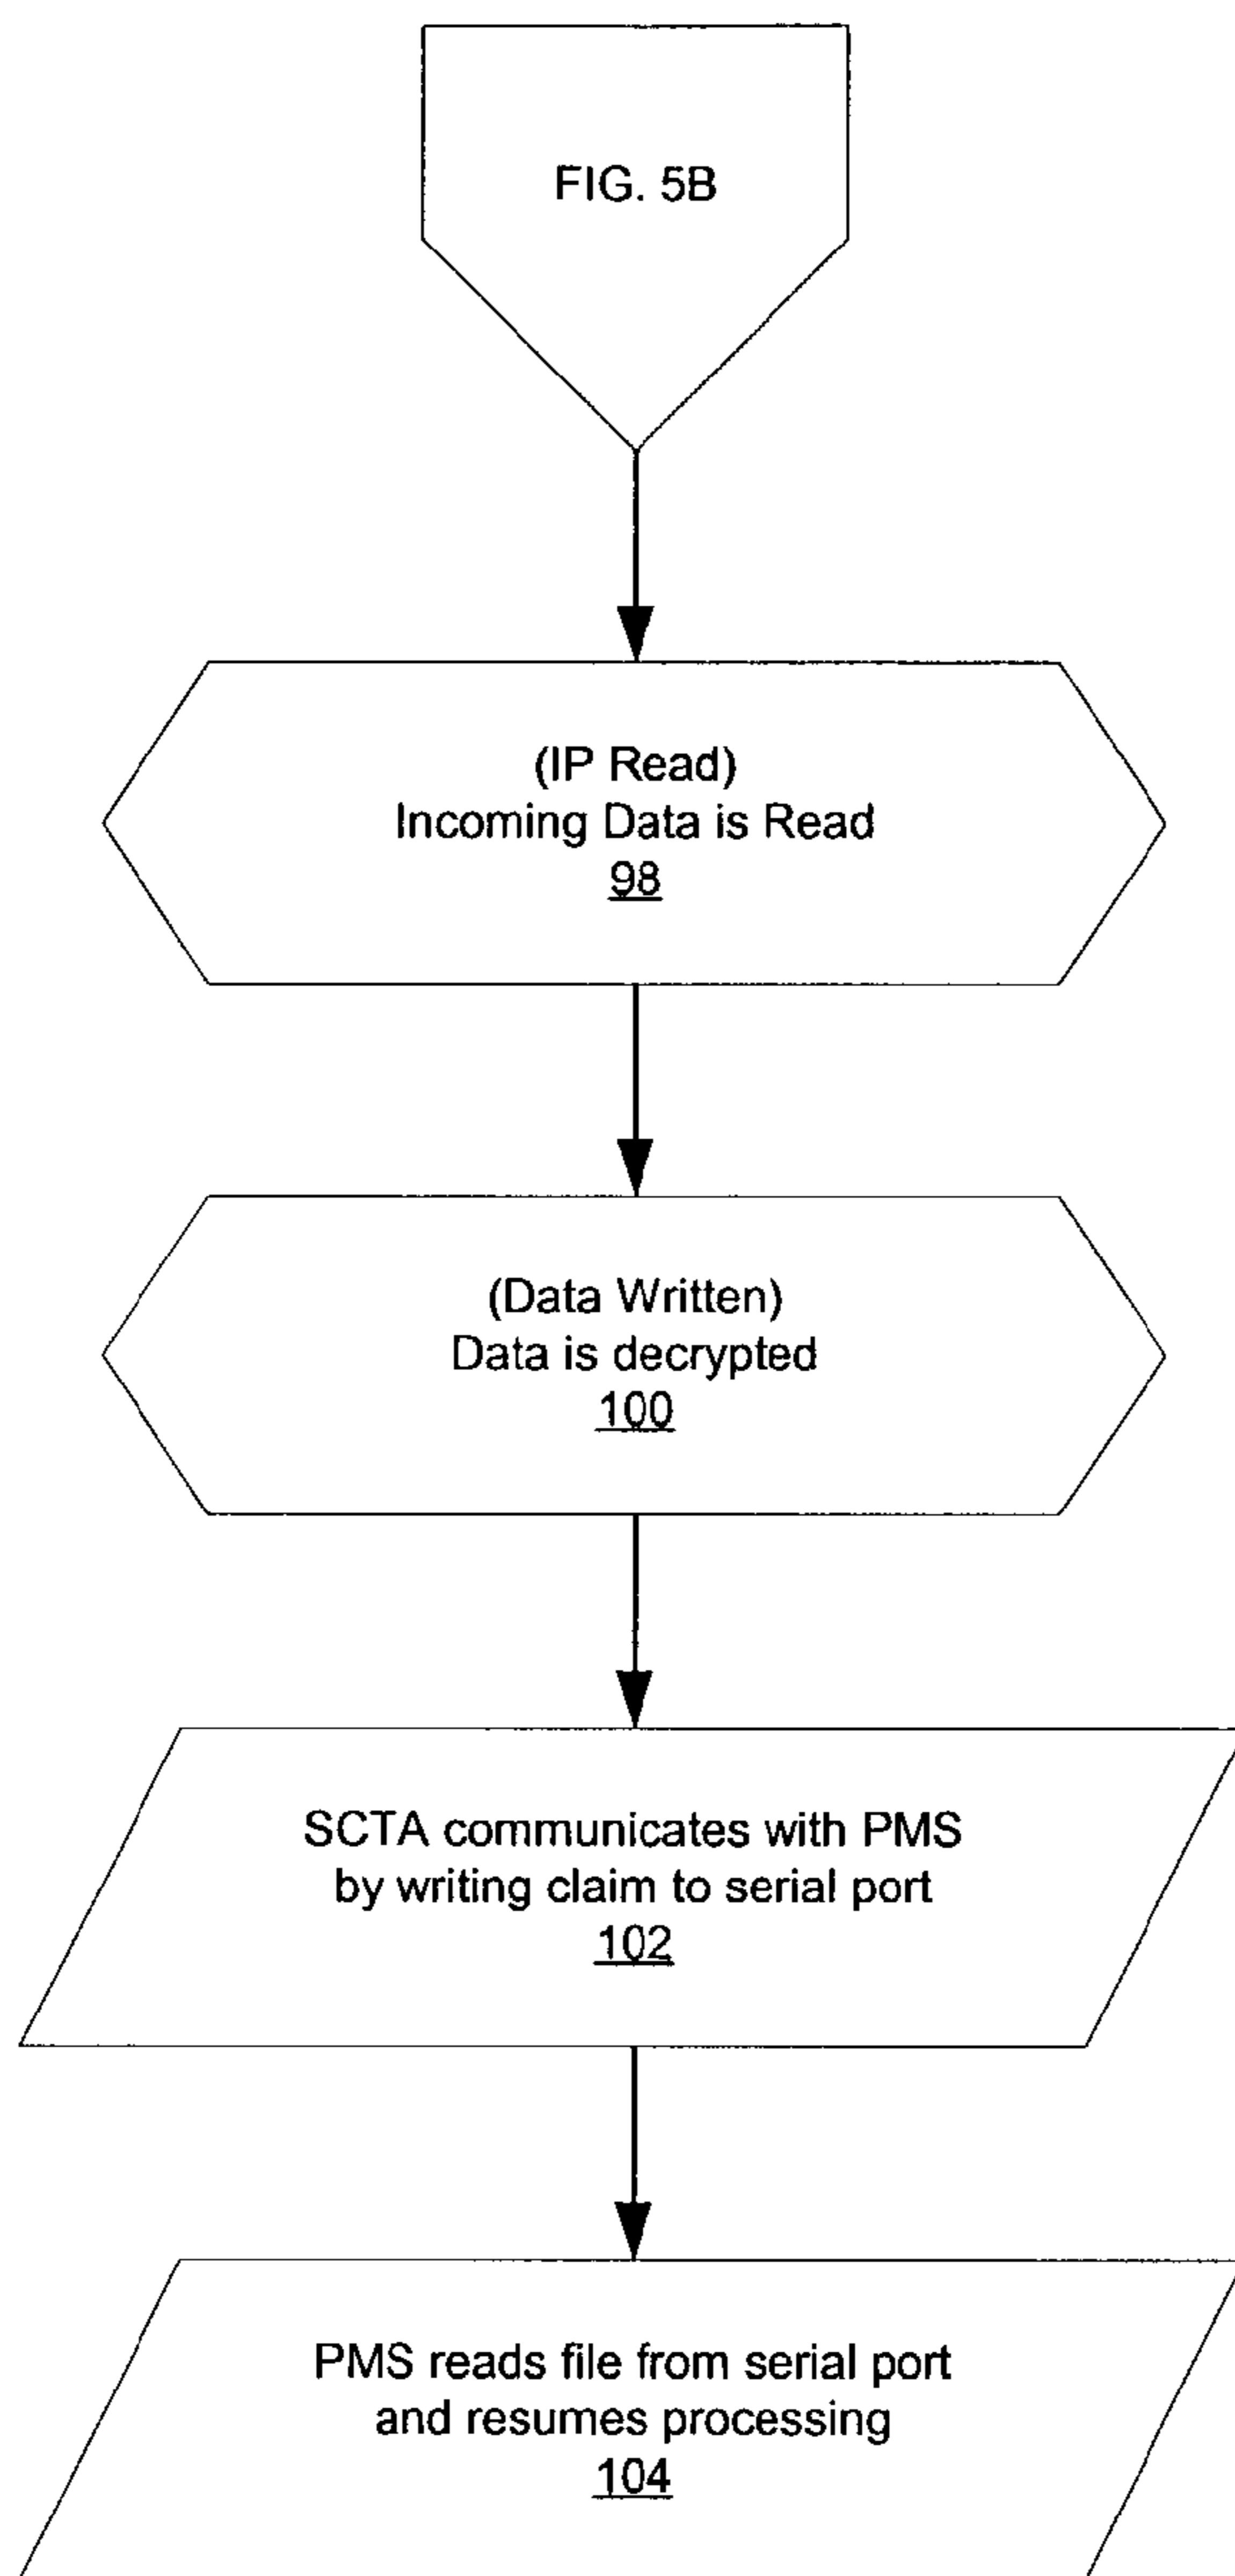 FIG. 5B
(IP Read)
Incoming Data is Read
98
(Data Written)
Data is decrypted
100
SCTA communicates with PMS
by writing claim to serial port
102
PMS reads file from serial port
and resumes processing
104